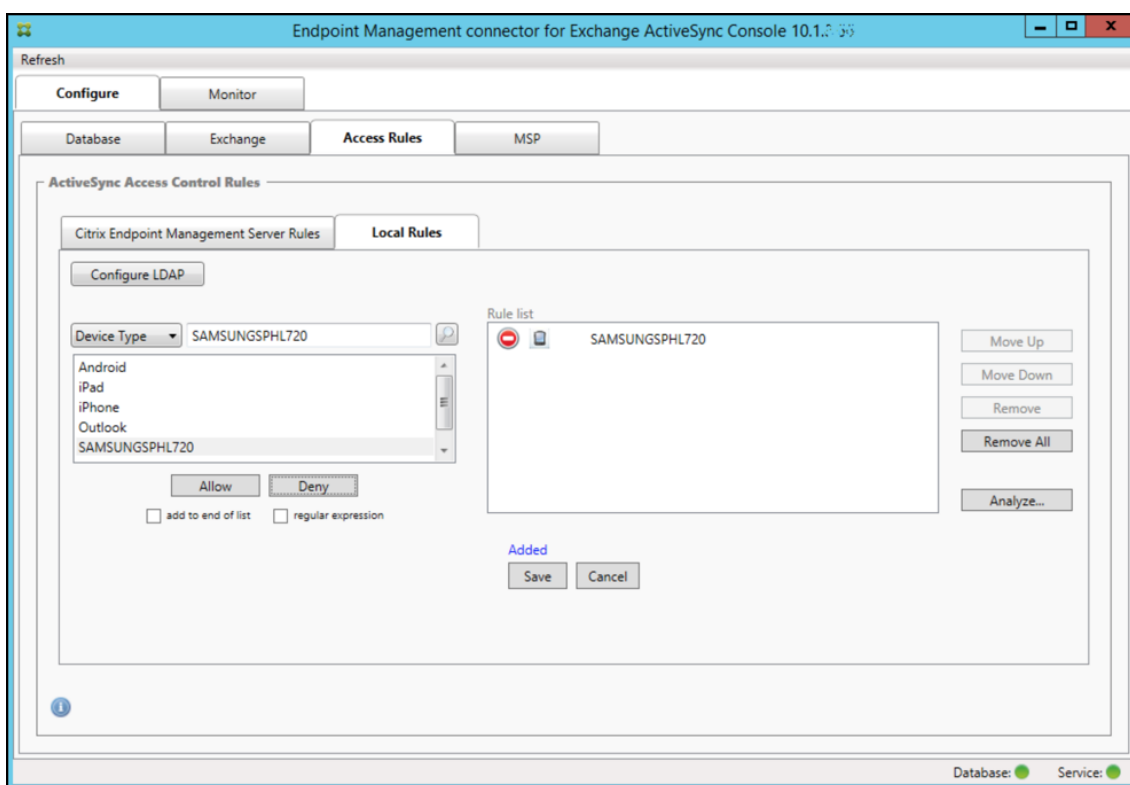 Endpoint Management connector for Exchange ActiveSync Console 10.1.
Refresh
Configure Monitor
Database Exchange Access Rules MSP
ActiveSync Access Control Rules
Citrix Endpoint Management Server Rules Local Rules
Configure LDAP
Rule list
Device Type SAMSUNGSPHL720
SAMSUNGSPHL720
Move Up
Android
iPad
Move Down
iPhone
Remove
Outlook
SAMSUNGSPHL720
Remove All
Allow Deny
Analyze...
add to end of list regular expression
Added
Save Cancel
Database: Service: